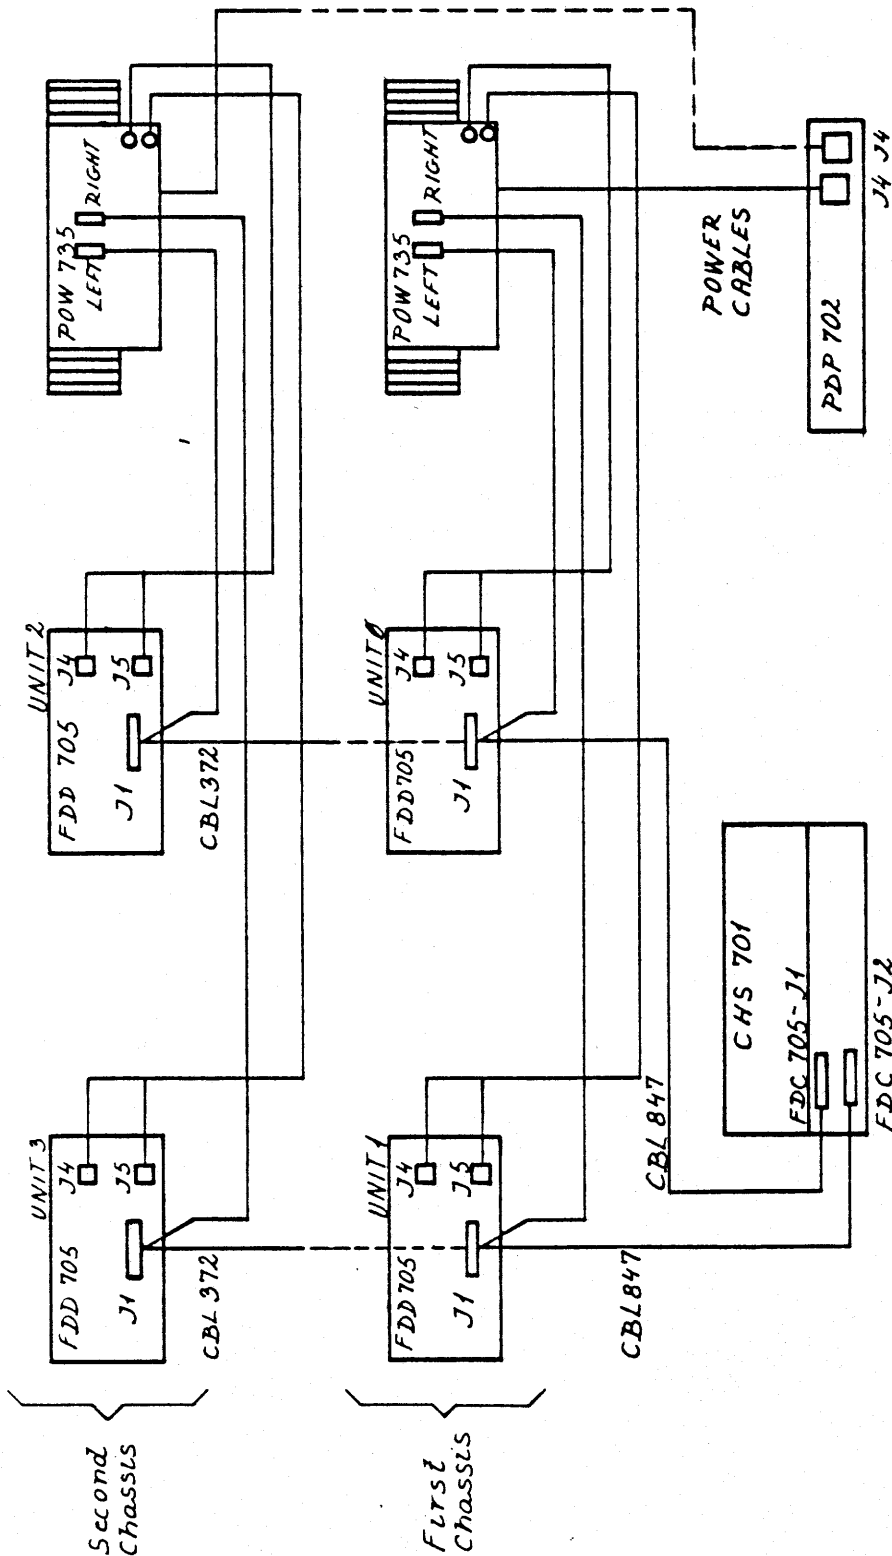 Second
Chassis
UNIT 3
FDD 705
J4
J5
J1
CBL 372
UNIT 2
FDD 705
J4
J5
J1
CBL372
POW 735
LEFT
RIGHT
First
Chassis
UNIT 1
FDD 705
J4
J5
J1
CBL847
UNIT Ø
FDD705
J4
J5
J1
CBL 847
POW 735
LEFT
RIGHT
CHS 701
FDC 705-J1
FDC 705-J2
POWER
CABLES
PDP 702
J4
J4